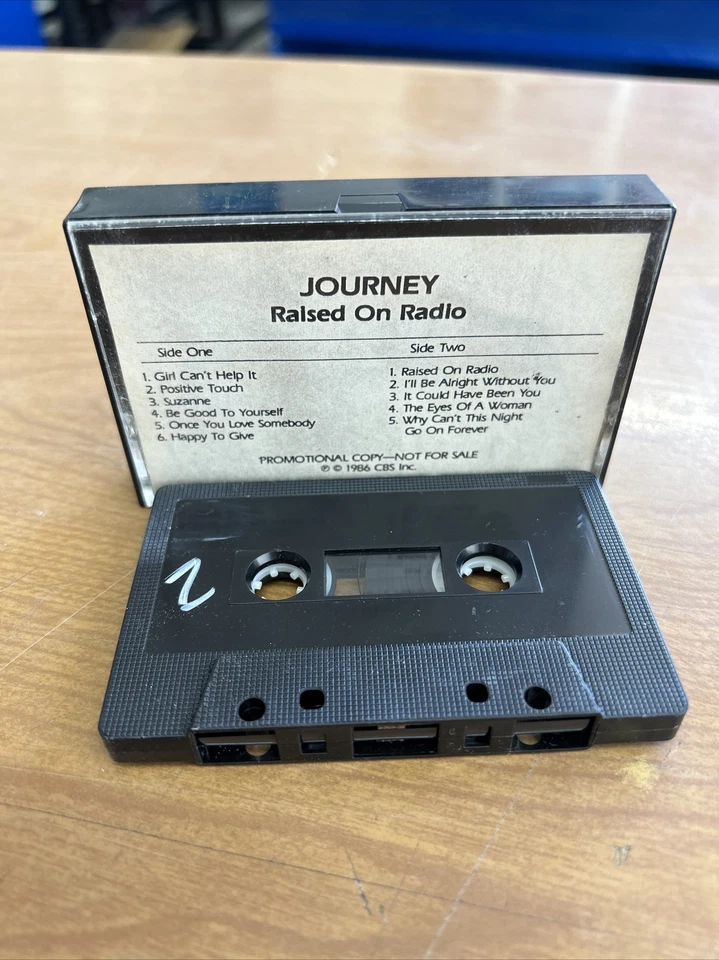 JOURNEY
Raised On Radio
Side One
1. Girl Can't Help It
2. Positive Touch
3. Suzanne
4. Be Good To Yourself
5. Once You Love Somebody
6. Happy To Give
Side Two
1. Raised On Radio
2. I'll Be Alright Without You
3. It Could Have Been You
4. The Eyes Of A Woman
5. Why Can't This Night
Go On Forever
PROMOTIONAL COPY—NOT FOR SALE
℗ © 1986 CBS Inc.
2